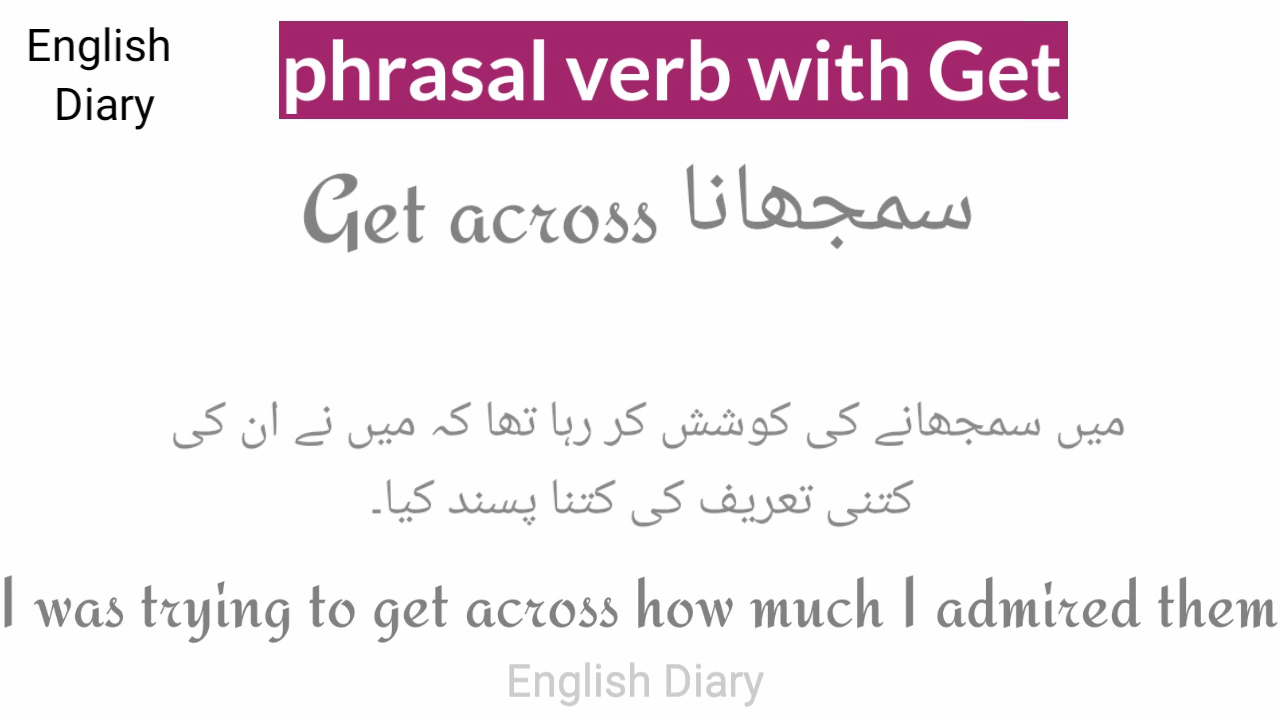 English
Diary
phrasal verb with Get
Get across سمجھانا
میں سمجھانے کی کوشش کر رہا تھا کہ میں نے ان کی
کتنی تعریف کی کتنا پسند کیا۔
I was trying to get across how much I admired them
English Diary